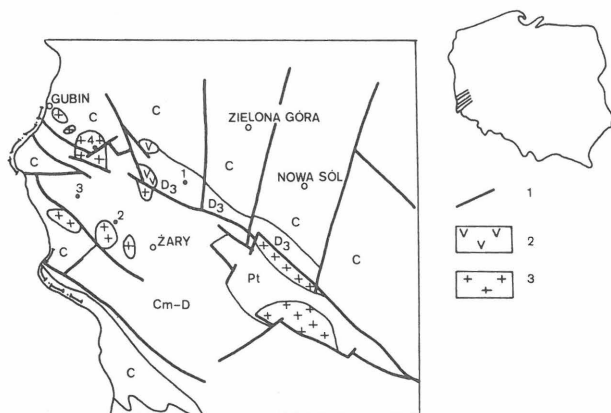 GUBIN
C
C
ZIELONA GÓRA
4
C
V
C
1
D₃
NOWA SÓL
3
D₃
C
2
D₃
C
ŻARY
C
Pt
Cm-D
C
1
V V V
2
+ + +
3